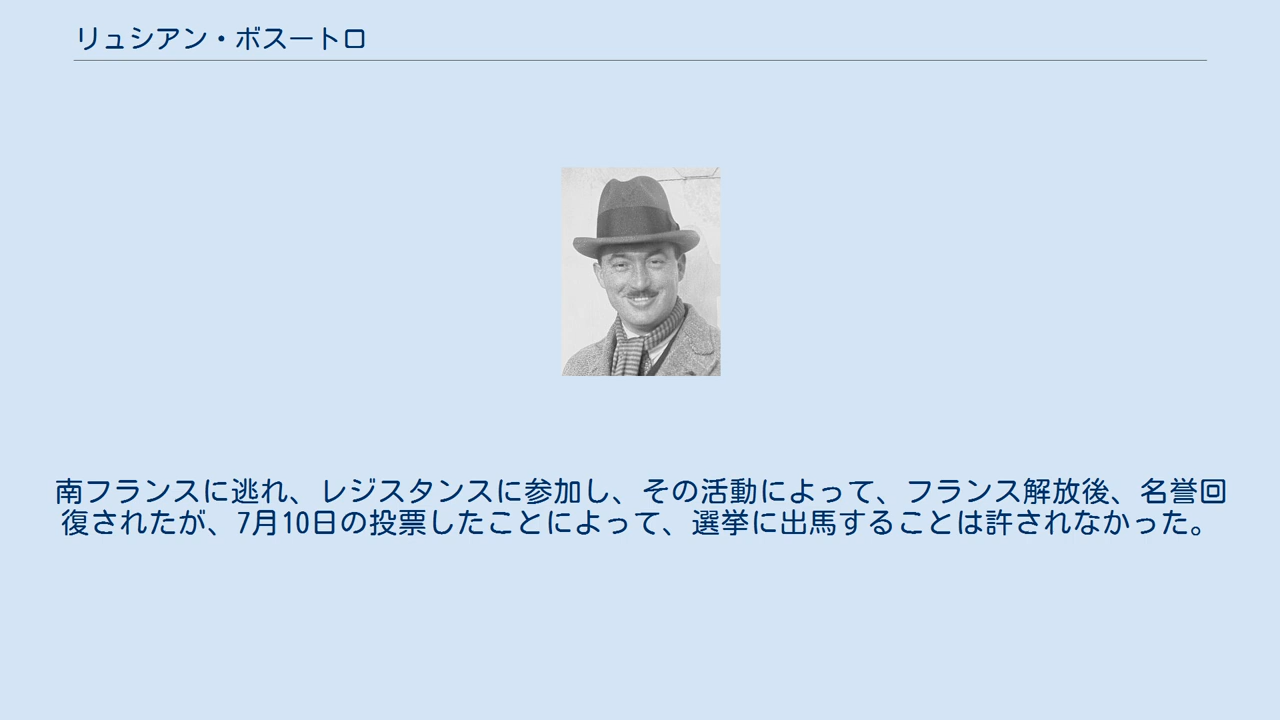 リュシアン・ボスートロ
南フランスに逃れ、レジスタンスに参加し、その活動によって、フランス解放後、名誉回
復されたが、7月10日の投票したことによって、選挙に出馬することは許されなかった。